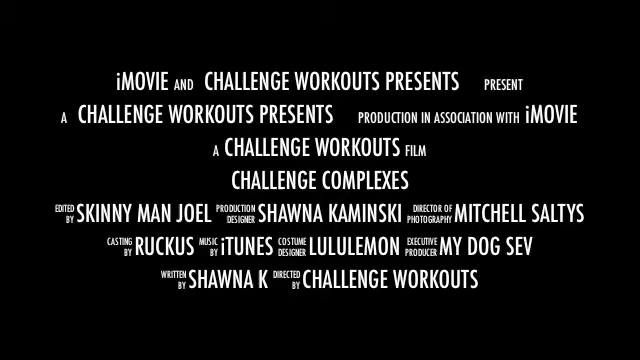 iMOVIE AND CHALLENGE WORKOUTS PRESENTS PRESENT
A CHALLENGE WORKOUTS PRESENTS PRODUCTION IN ASSOCIATION WITH iMOVIE
A CHALLENGE WORKOUTS FILM
CHALLENGE COMPLEXES
EDITED BY SKINNY MAN JOEL PRODUCTION DESIGNER SHAWNA KAMINSKI DIRECTOR OF PHOTOGRAPHY MITCHELL SALTYS
CASTING BY RUCKUS MUSIC BY iTUNES COSTUME DESIGNER LULULEMON EXECUTIVE PRODUCER MY DOG SEV
WRITTEN BY SHAWNA K DIRECTED BY CHALLENGE WORKOUTS